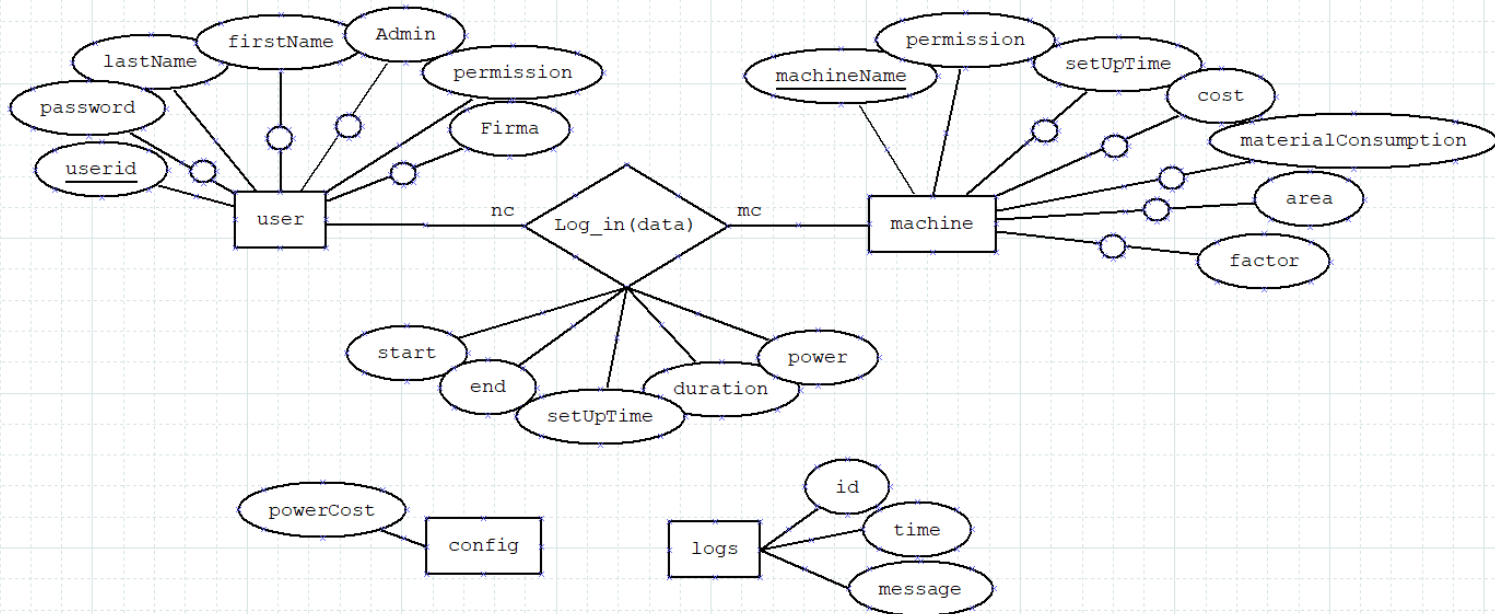 firstName
Admin
lastName
permission
password
Firma
userid
user
nc
Log_in(data)
mc
machineName
permission
setUpTime
cost
materialConsumption
area
factor
machine
start
end
setUpTime
duration
power
powerCost
config
id
time
message
logs